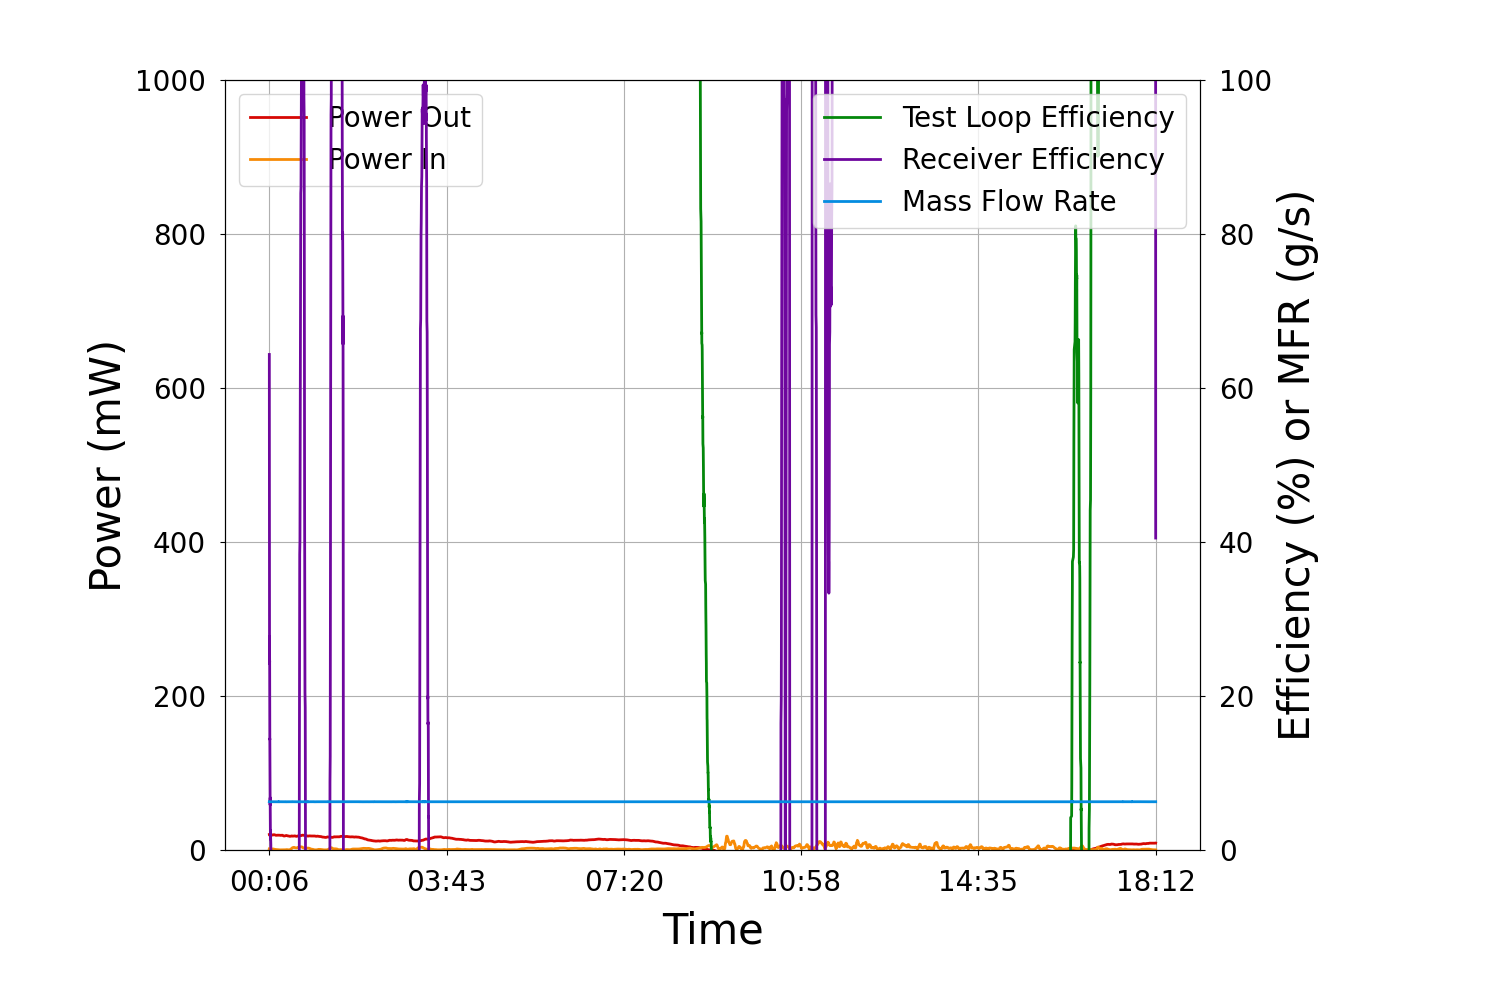 1000
800
600
400
200
0
Power (mW)
Power Out
Power In
Test Loop Efficiency
Receiver Efficiency
Mass Flow Rate
100
80
60
40
20
0
Efficiency (%) or MFR (g/s)
00:06 03:43 07:20 10:58 14:35 18:12
Time